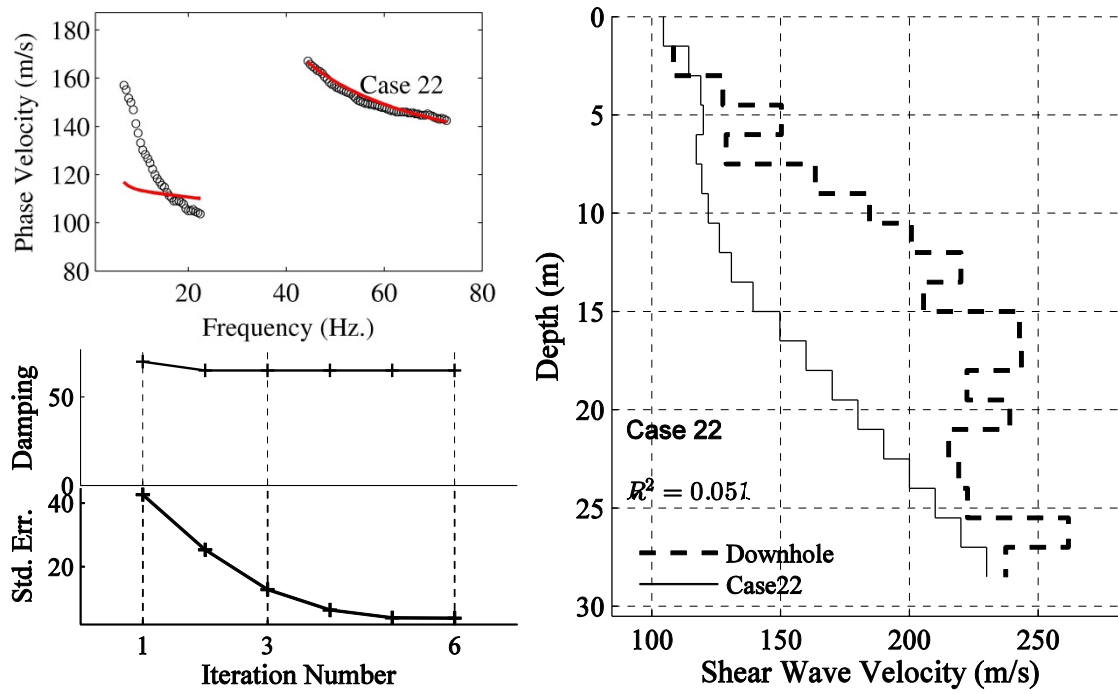 180
160
140
120
100
80
Phase Velocity (m/s)
Case 22
20 40 60 80
Frequency (Hz.)
50
0
Damping
40
20
Std. Err.
1 3 6
Iteration Number
0
5
10
15
20
25
30
Depth (m)
Case 22
R² = 0.051
Downhole
Case22
100 150 200 250
Shear Wave Velocity (m/s)